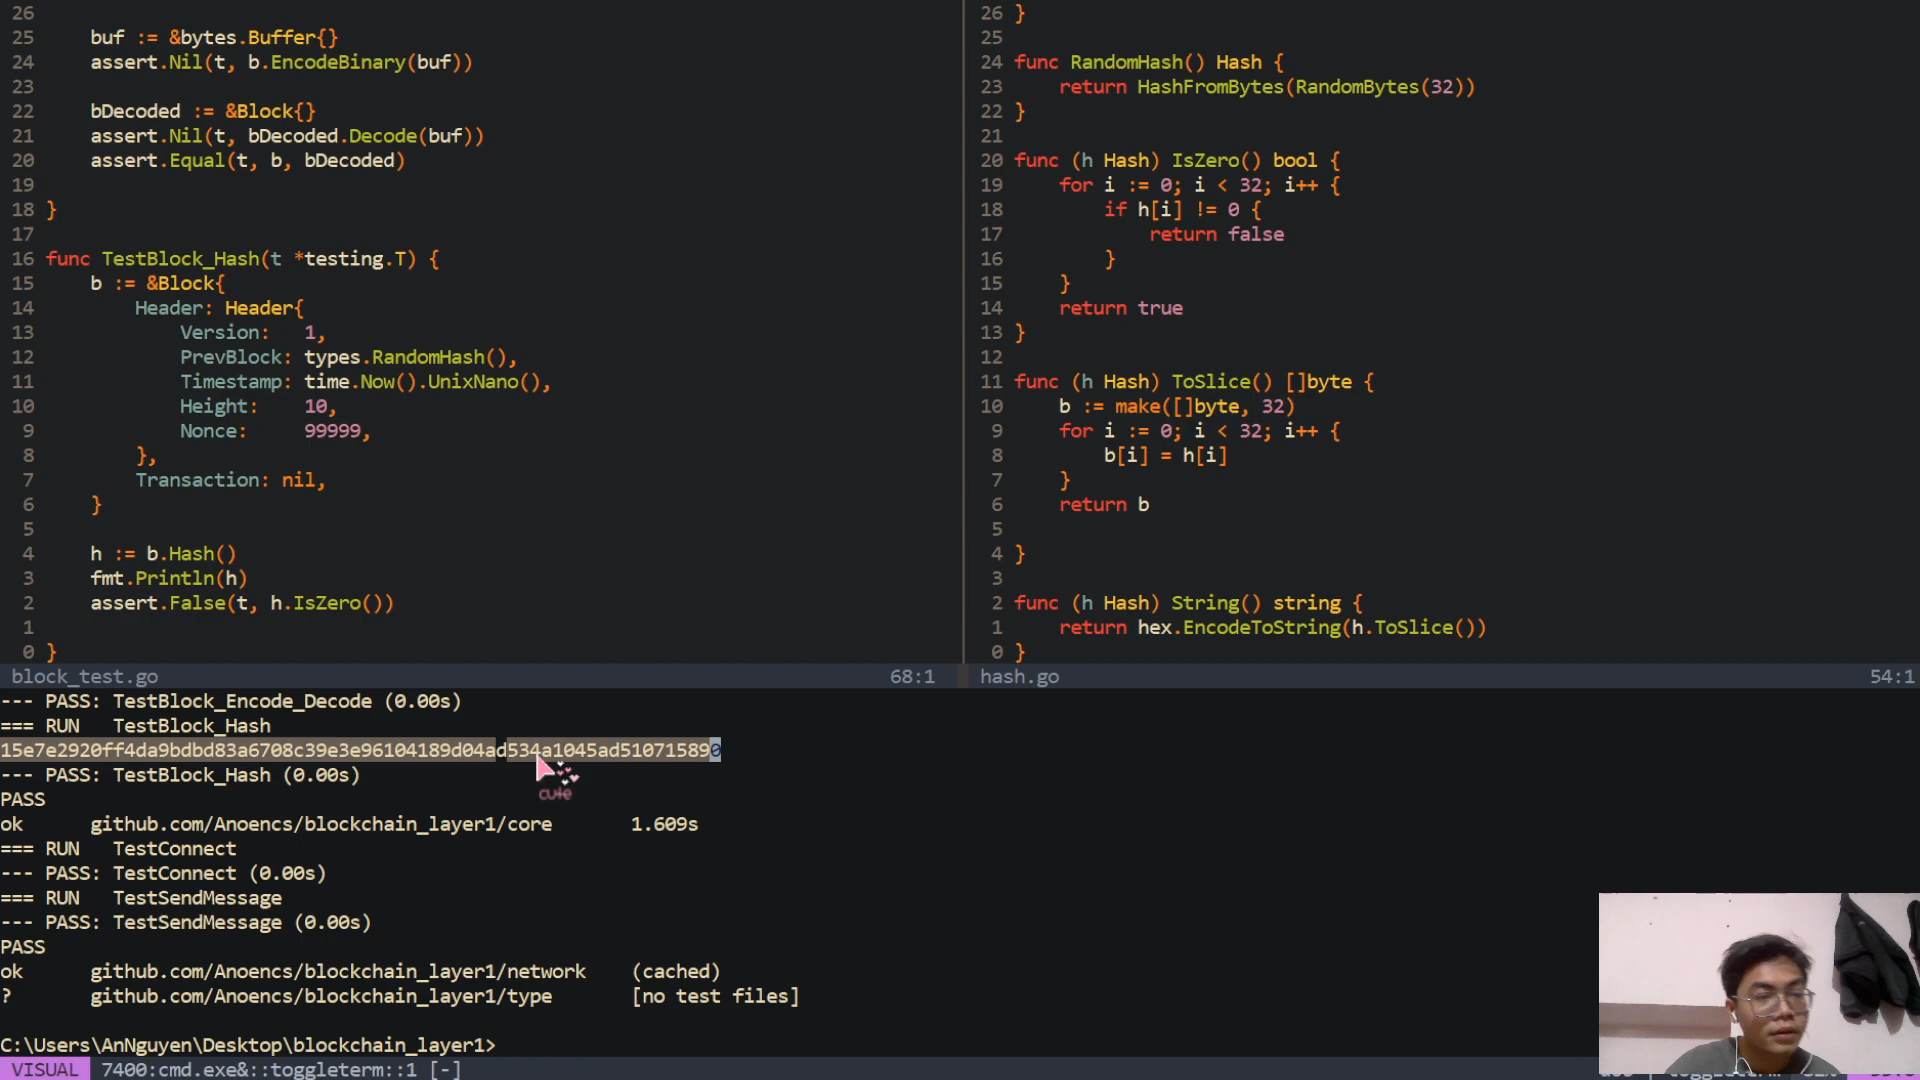 26
25 buf := &bytes.Buffer{}
24 assert.Nil(t, b.EncodeBinary(buf))
23
22 bDecoded := &Block{}
21 assert.Nil(t, bDecoded.Decode(buf))
20 assert.Equal(t, b, bDecoded)
19
18 }
17
16 func TestBlock_Hash(t *testing.T) {
15 b := &Block{
14 Header: Header{
13 Version: 1,
12 PrevBlock: types.RandomHash(),
11 Timestamp: time.Now().UnixNano(),
10 Height: 10,
9 Nonce: 99999,
8 },
7 Transaction: nil,
6 }
5
4 h := b.Hash()
3 fmt.Println(h)
2 assert.False(t, h.IsZero())
1
0 }
block_test.go 68:1
26 }
25
24 func RandomHash() Hash {
23 return HashFromBytes(RandomBytes(32))
22 }
21
20 func (h Hash) IsZero() bool {
19 for i := 0; i < 32; i++ {
18 if h[i] != 0 {
17 return false
16 }
15 }
14 return true
13 }
12
11 func (h Hash) ToSlice() []byte {
10 b := make([]byte, 32)
9 for i := 0; i < 32; i++ {
8 b[i] = h[i]
7 }
6 return b
5
4 }
3
2 func (h Hash) String() string {
1 return hex.EncodeToString(h.ToSlice())
0 }
hash.go 54:1
--- PASS: TestBlock_Encode_Decode (0.00s)
=== RUN TestBlock_Hash
15e7e2920ff4da9bdbd83a6708c39e3e96104189d04ad534a1045ad510715890
--- PASS: TestBlock_Hash (0.00s)
cute
PASS
ok github.com/Anoencs/blockchain_layer1/core 1.609s
=== RUN TestConnect
--- PASS: TestConnect (0.00s)
=== RUN TestSendMessage
--- PASS: TestSendMessage (0.00s)
PASS
ok github.com/Anoencs/blockchain_layer1/network (cached)
? github.com/Anoencs/blockchain_layer1/type [no test files]
C:\Users\AnNguyen\Desktop\blockchain_layer1>
VISUAL 7400:cmd.exe&::toggleterm::1 [-]